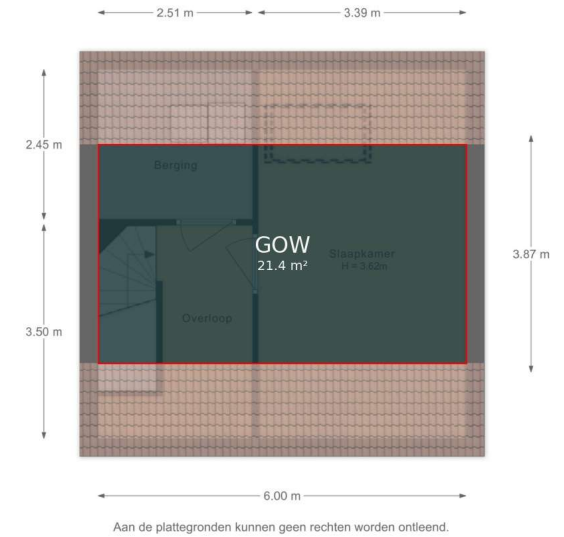 2.51 m
3.39 m
2.45 m
Berging
GOW
21.4 m²
Slaapkamer
H = 3.62m
3.87 m
Overloop
3.50 m
6.00 m
Aan de plattegronden kunnen geen rechten worden ontleend.